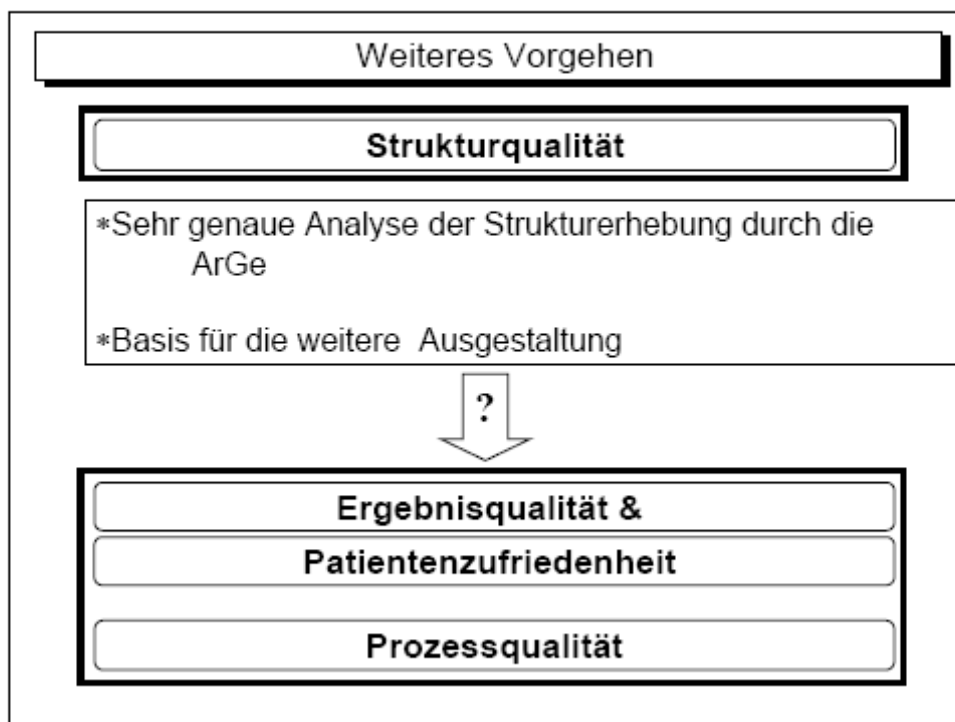 Weiteres Vorgehen
Strukturqualität
*Sehr genaue Analyse der Strukturerhebung durch die
ArGe
*Basis für die weitere Ausgestaltung
?
Ergebnisqualität &
Patientenzufriedenheit
Prozessqualität